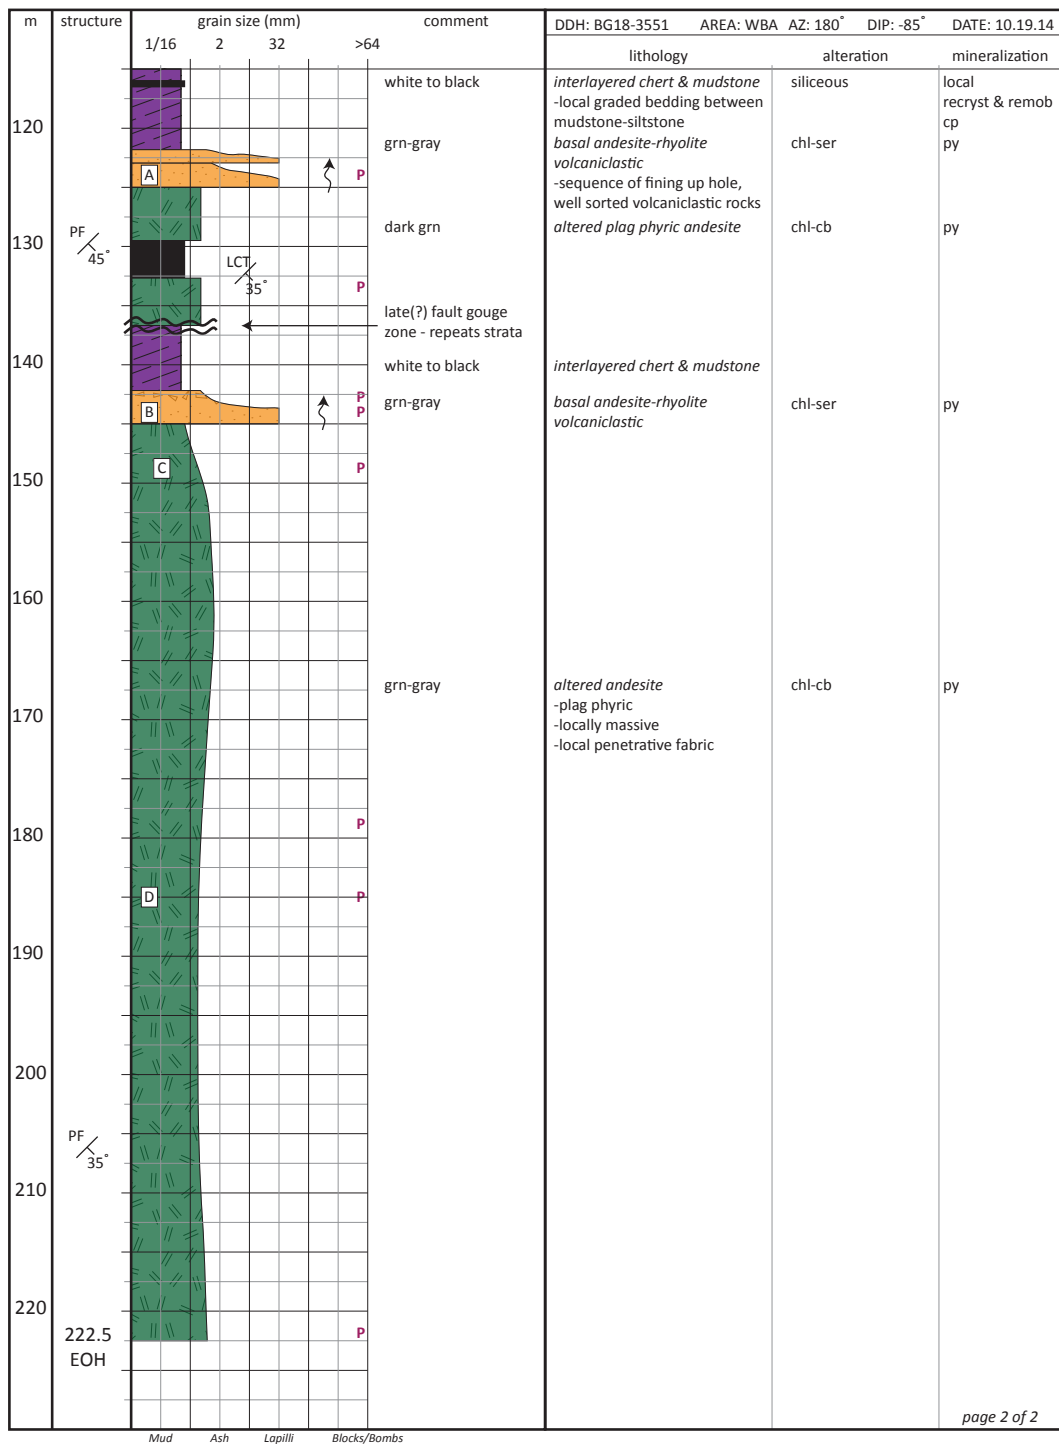 m structure grain size (mm) comment DDH: BG18-3551 AREA: WBA AZ: 180° DIP: -85° DATE: 10.19.14
1/16 2 32 >64 lithology alteration mineralization
white to black interlayered chert & mudstone siliceous local
-local graded bedding between recryst & remob
mudstone-siltstone cp
120
grn-gray basal andesite-rhyolite chl-ser py
volcaniclastic
A P -sequence of fining up hole,
well sorted volcaniclastic rocks
PF dark grn altered plag phyric andesite chl-cb py
130
45°
LCT
35° P
late(?) fault gouge
zone - repeats strata
140 white to black interlayered chert & mudstone
P
grn-gray basal andesite-rhyolite chl-ser py
B P volcaniclastic
C P
150
160
grn-gray altered andesite chl-cb py
-plag phyric
170 -locally massive
-local penetrative fabric
P
180
D P
190
200
PF
35°
210
220
222.5 P
EOH
page 2 of 2
Mud Ash Lapilli Blocks/Bombs